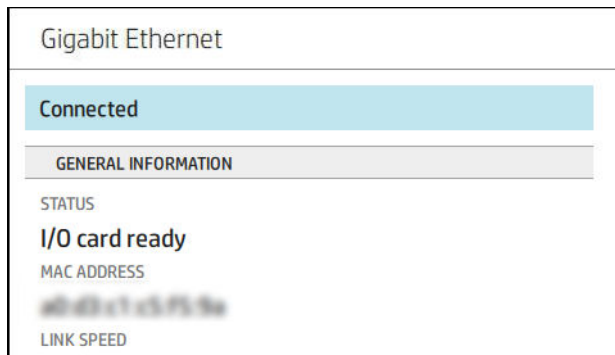 Gigabit Ethernet
Connected
GENERAL INFORMATION
STATUS
I/O card ready
MAC ADDRESS
LINK SPEED